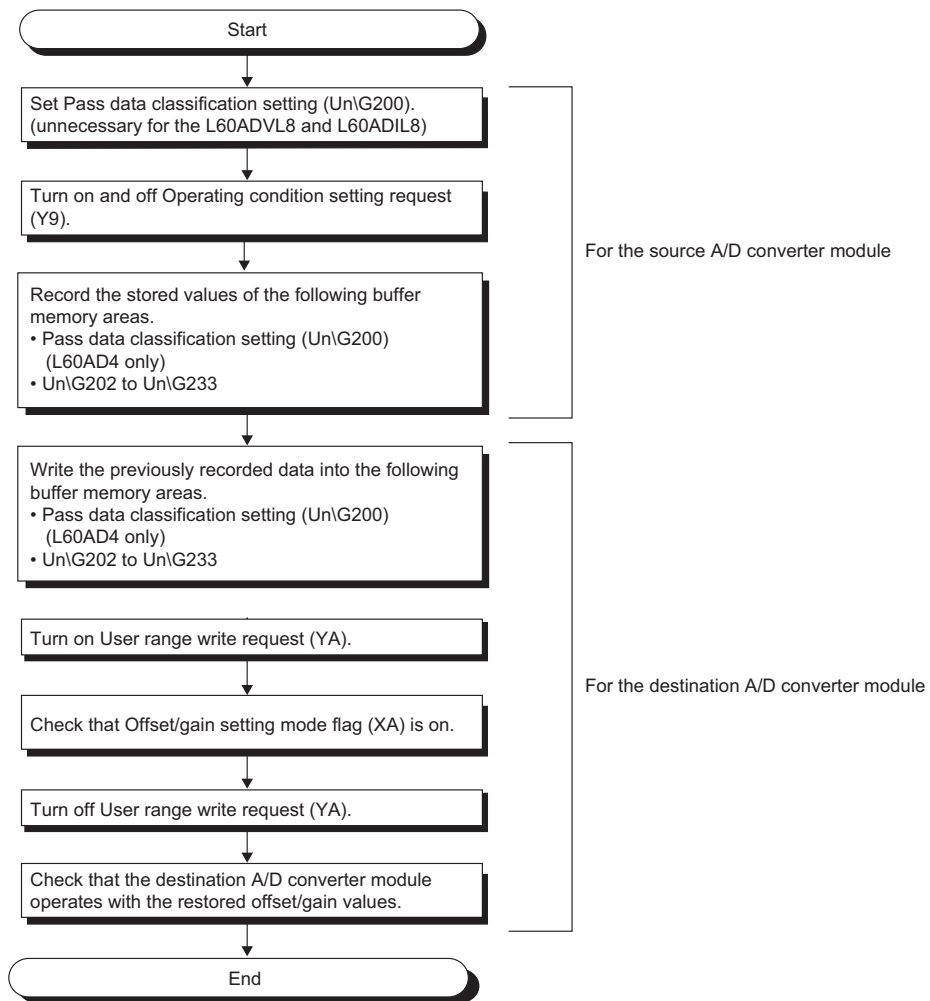 Start
Set Pass data classification setting (Un\G200).
(unnecessary for the L60ADVL8 and L60ADIL8)
Turn on and off Operating condition setting request
(Y9).
Record the stored values of the following buffer
memory areas.
• Pass data classification setting (Un\G200)
(L60AD4 only)
• Un\G202 to Un\G233
For the source A/D converter module
Write the previously recorded data into the following
buffer memory areas.
• Pass data classification setting (Un\G200)
(L60AD4 only)
• Un\G202 to Un\G233
Turn on User range write request (YA).
Check that Offset/gain setting mode flag (XA) is on.
Turn off User range write request (YA).
Check that the destination A/D converter module
operates with the restored offset/gain values.
For the destination A/D converter module
End